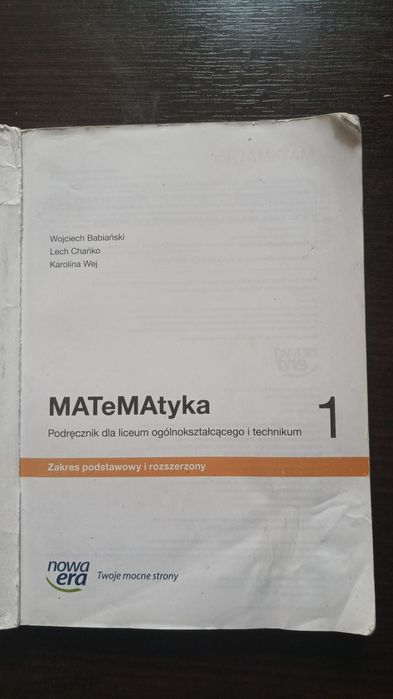 Wojciech Babiański
Lech Chańko
Karolina Wej
MATeMAtyka 1
Podręcznik dla liceum ogólnokształcącego i technikum
Zakres podstawowy i rozszerzony
nowa
era
Twoje mocne strony